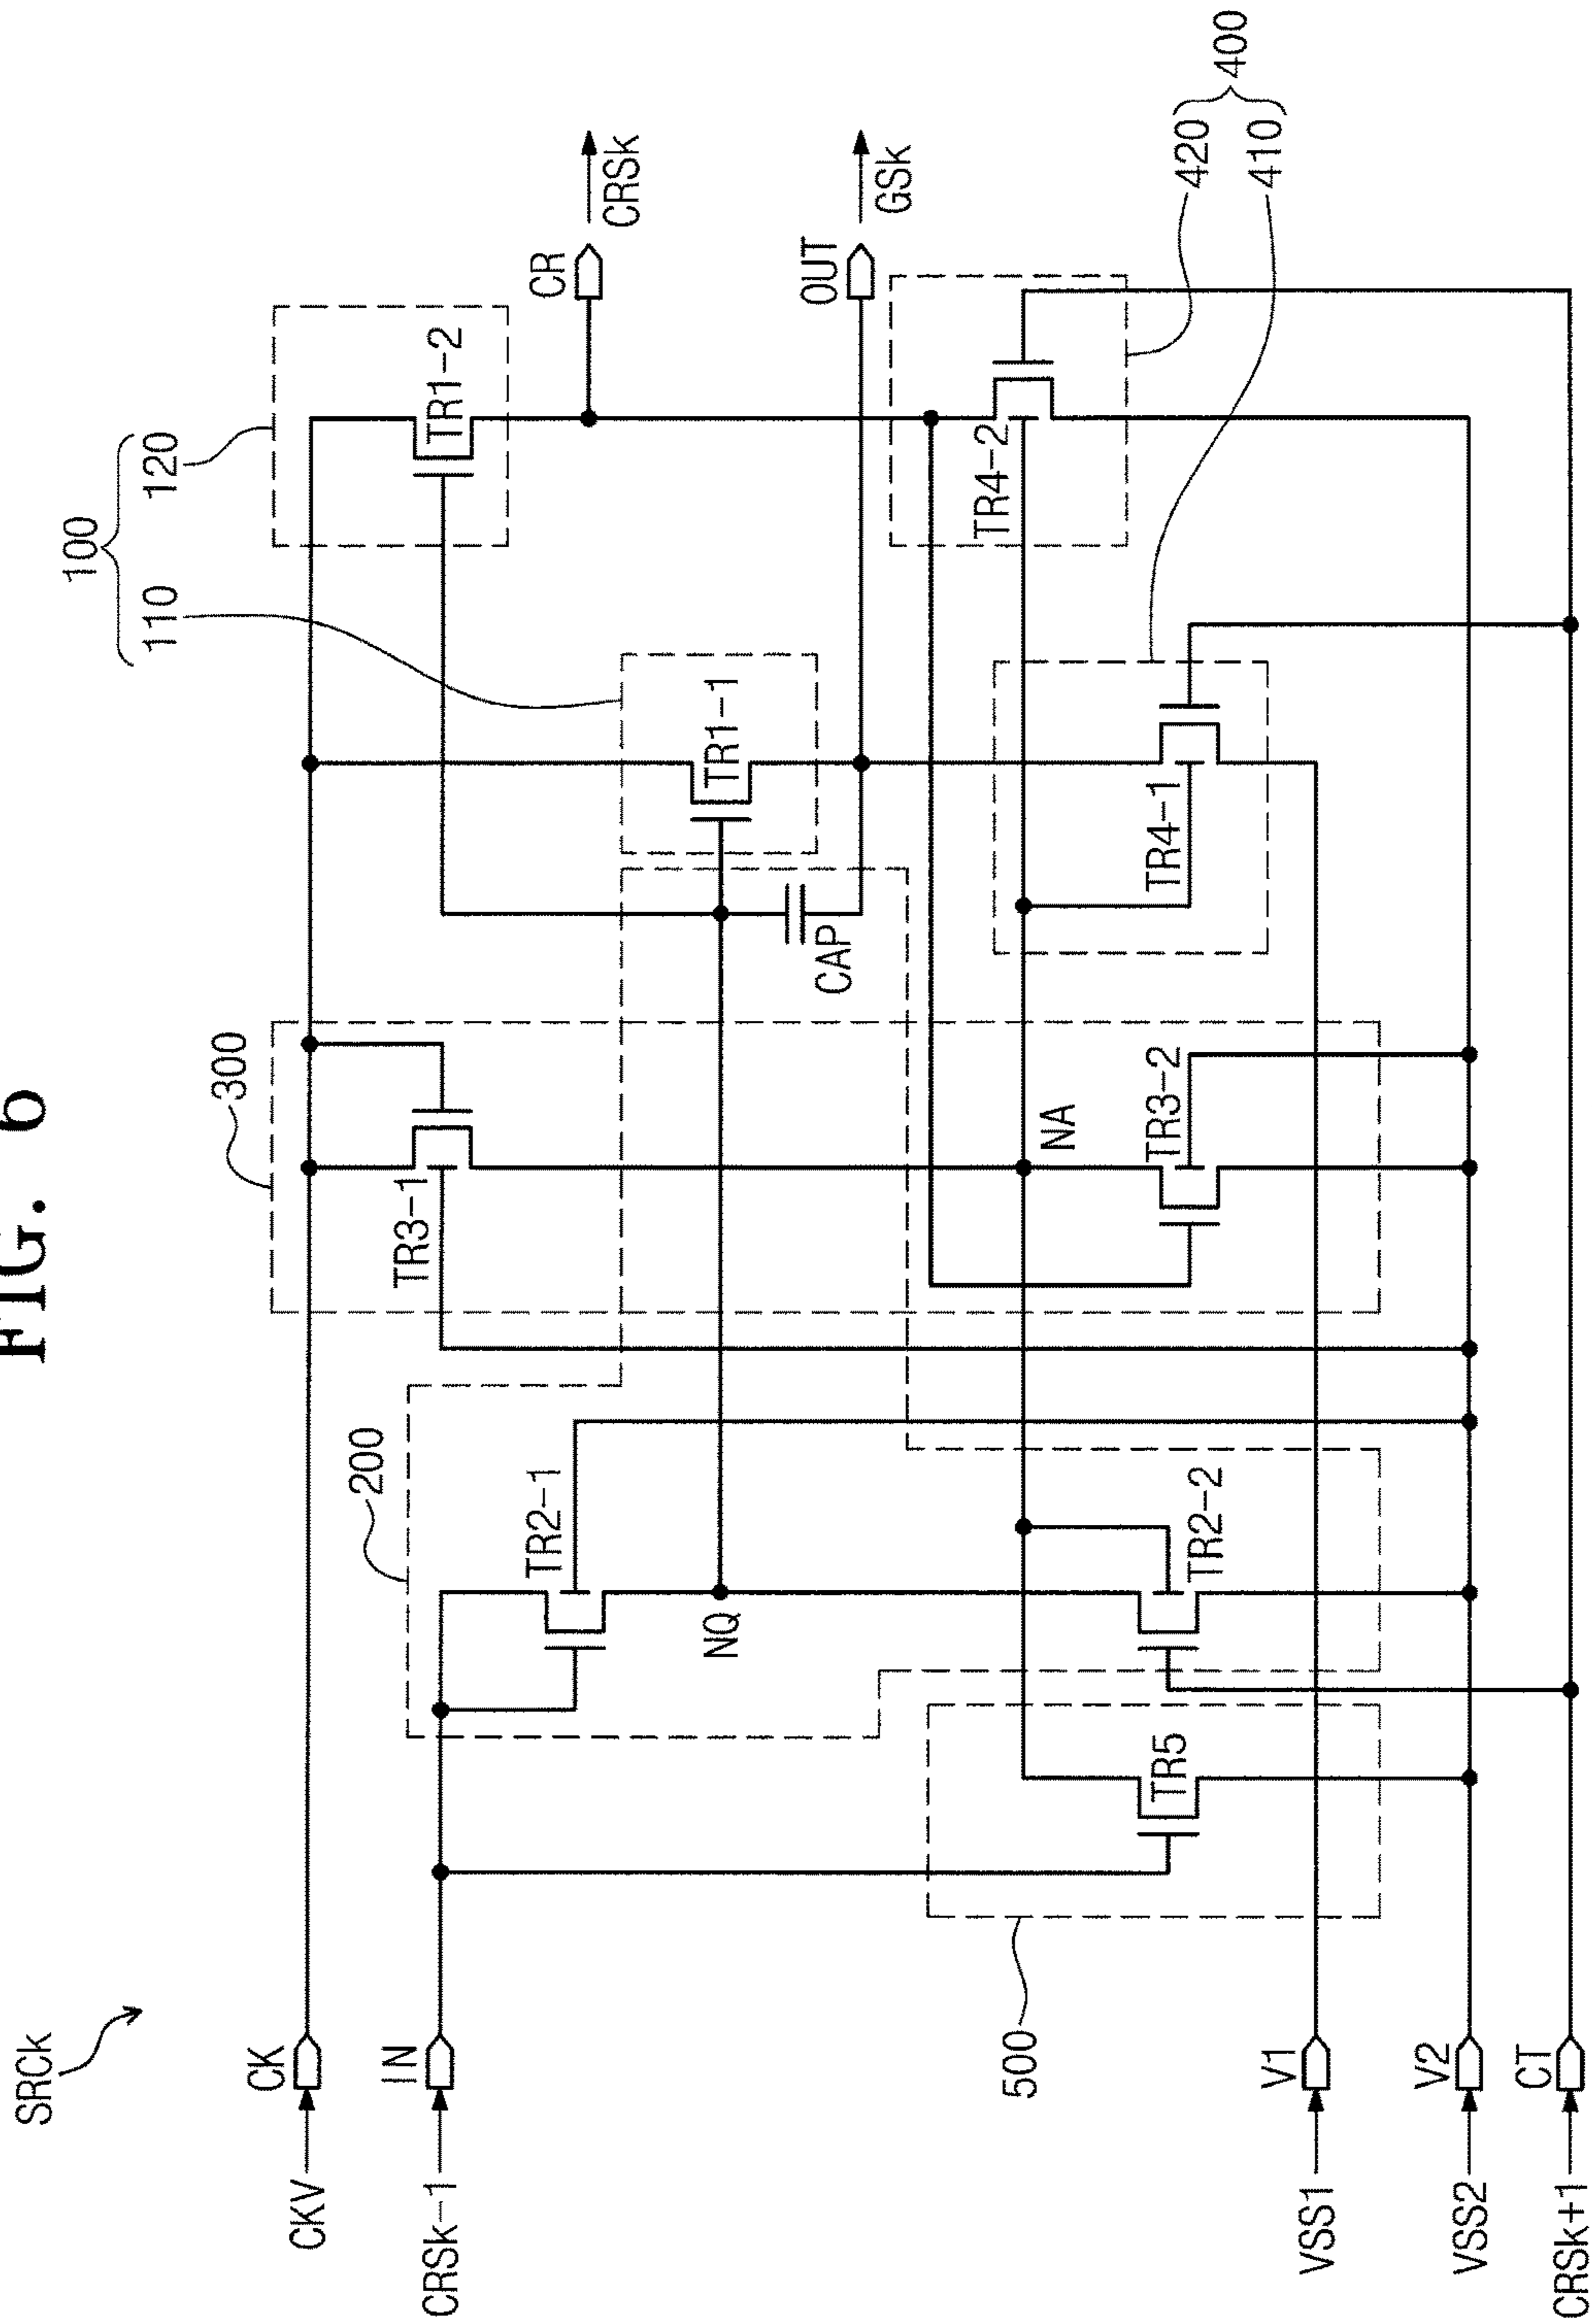 FIG. 6
SRCk
100
110
120
CKV
CK
300
TR3-1
TR1-2
CR
CRSk
CRSk-1
IN
200
TR2-1
NQ
TR1-1
CAP
OUT
GSk
500
TR5
TR2-2
NA
TR3-2
TR4-1
TR4-2
420
410
400
VSS1
V1
VSS2
V2
CRSk+1
CT